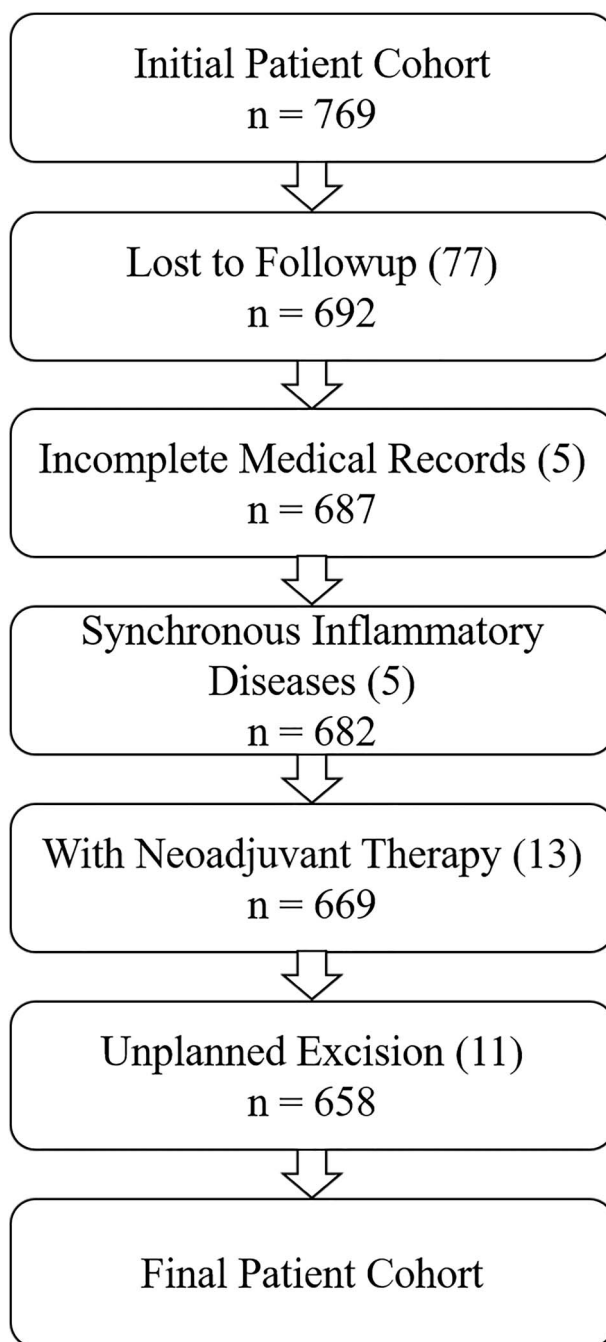 Initial Patient Cohort
n = 769
Lost to Followup (77)
n = 692
Incomplete Medical Records (5)
n = 687
Synchronous Inflammatory
Diseases (5)
n = 682
With Neoadjuvant Therapy (13)
n = 669
Unplanned Excision (11)
n = 658
Final Patient Cohort